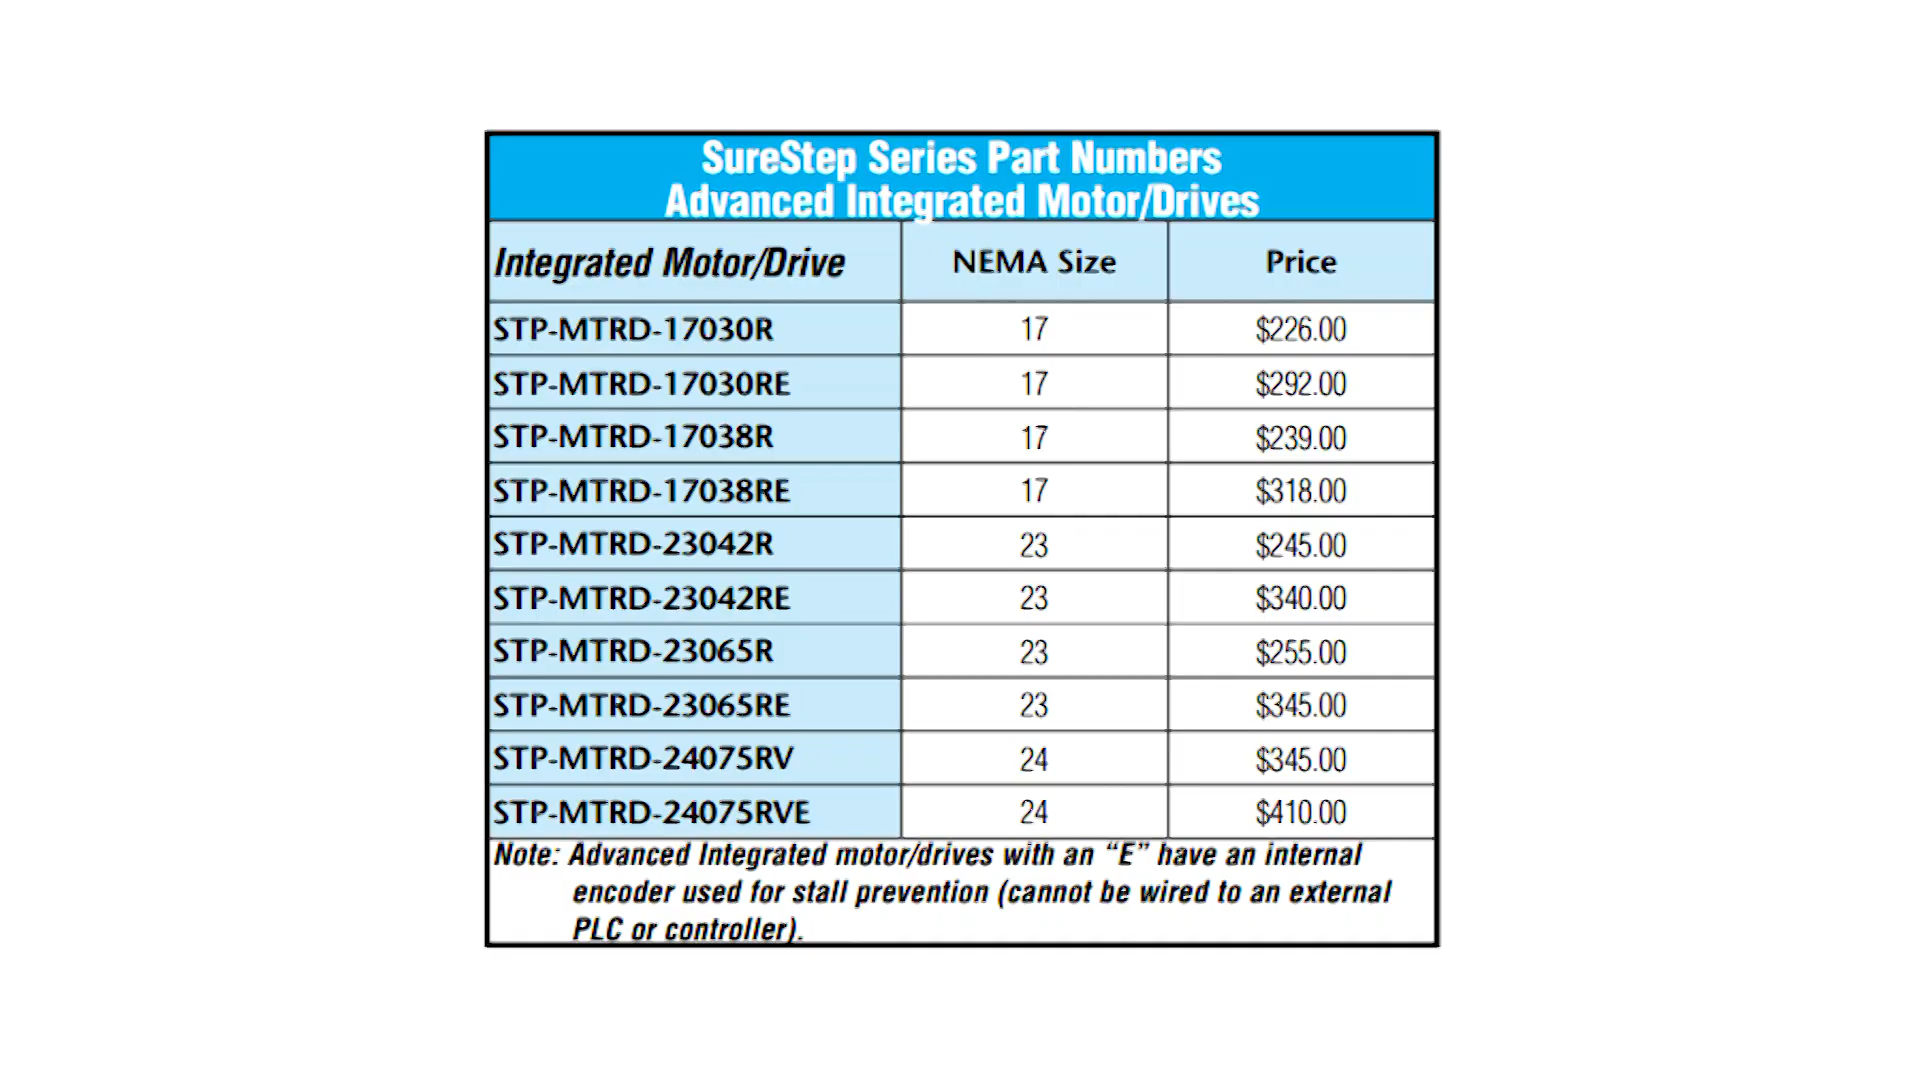 SureStep Series Part Numbers
Advanced Integrated Motor/Drives
Integrated Motor/Drive NEMA Size Price
STP-MTRD-17030R 17 $226.00
STP-MTRD-17030RE 17 $292.00
STP-MTRD-17038R 17 $239.00
STP-MTRD-17038RE 17 $318.00
STP-MTRD-23042R 23 $245.00
STP-MTRD-23042RE 23 $340.00
STP-MTRD-23065R 23 $255.00
STP-MTRD-23065RE 23 $345.00
STP-MTRD-24075RV 24 $345.00
STP-MTRD-24075RVE 24 $410.00
Note: Advanced Integrated motor/drives with an “E” have an internal
encoder used for stall prevention (cannot be wired to an external
PLC or controller).